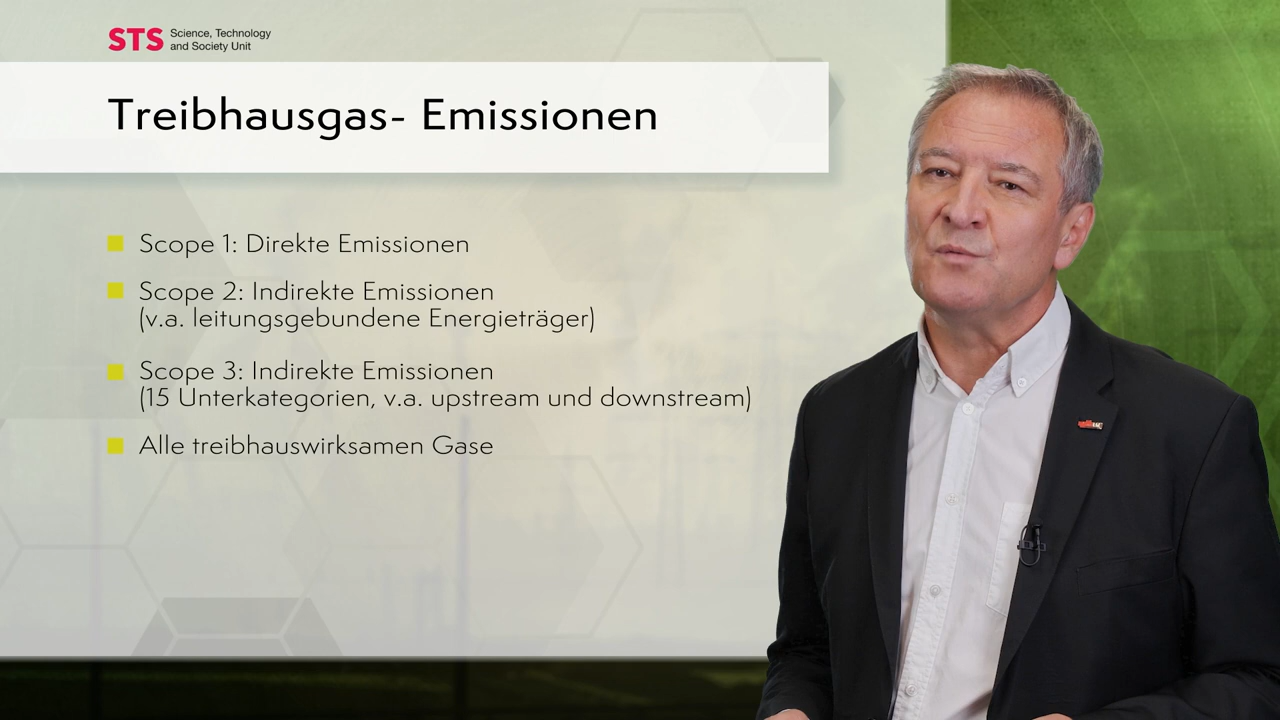 STS Science, Technology
and Society Unit
Treibhausgas- Emissionen
Scope 1: Direkte Emissionen
Scope 2: Indirekte Emissionen
(v.a. leitungsgebundene Energieträger)
Scope 3: Indirekte Emissionen
(15 Unterkategorien, v.a. upstream und downstream)
Alle treibhauswirksamen Gase